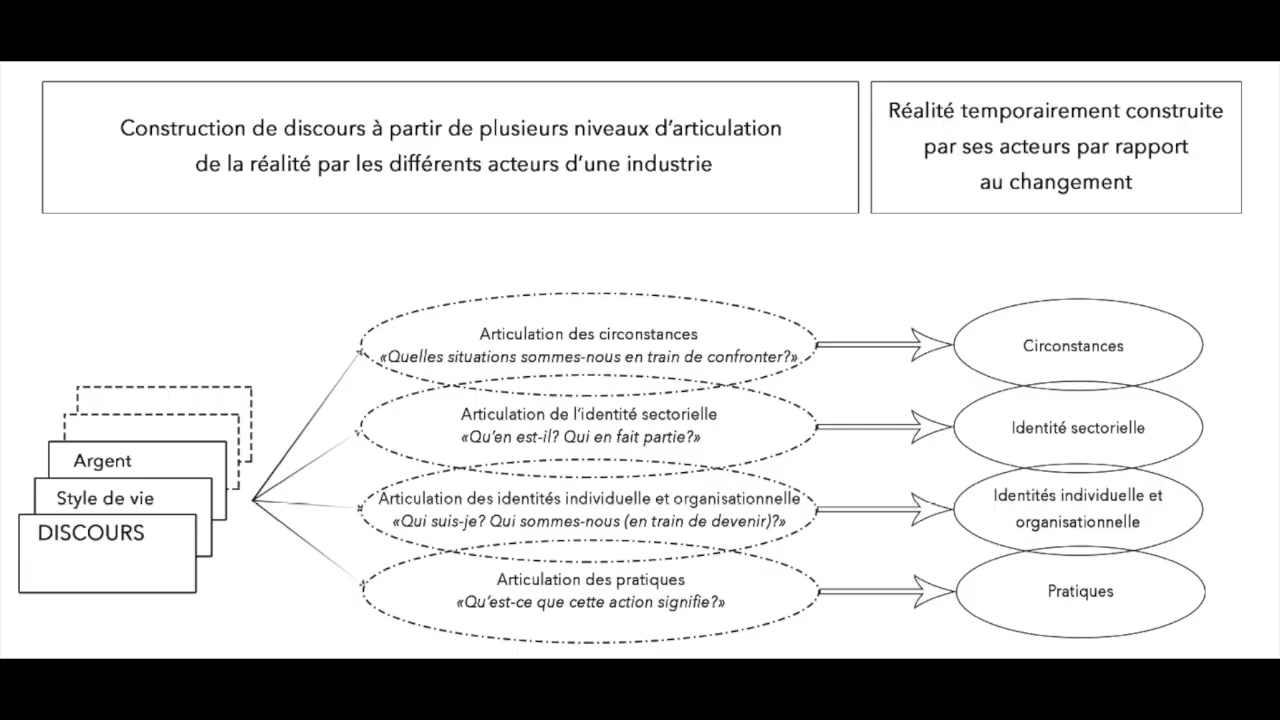 Construction de discours à partir de plusieurs niveaux d'articulation
de la réalité par les différents acteurs d'une industrie
Réalité temporairement construite
par ses acteurs par rapport
au changement
Argent
Style de vie
DISCOURS
Articulation des circonstances
«Quelles situations sommes-nous en train de confronter?»
Articulation de l'identité sectorielle
«Qu'en est-il? Qui en fait partie?»
Articulation des identités individuelle et organisationnelle
«Qui suis-je? Qui sommes-nous (en train de devenir)?»
Articulation des pratiques
«Qu'est-ce que cette action signifie?»
Circonstances
Identité sectorielle
Identités individuelle et
organisationnelle
Pratiques